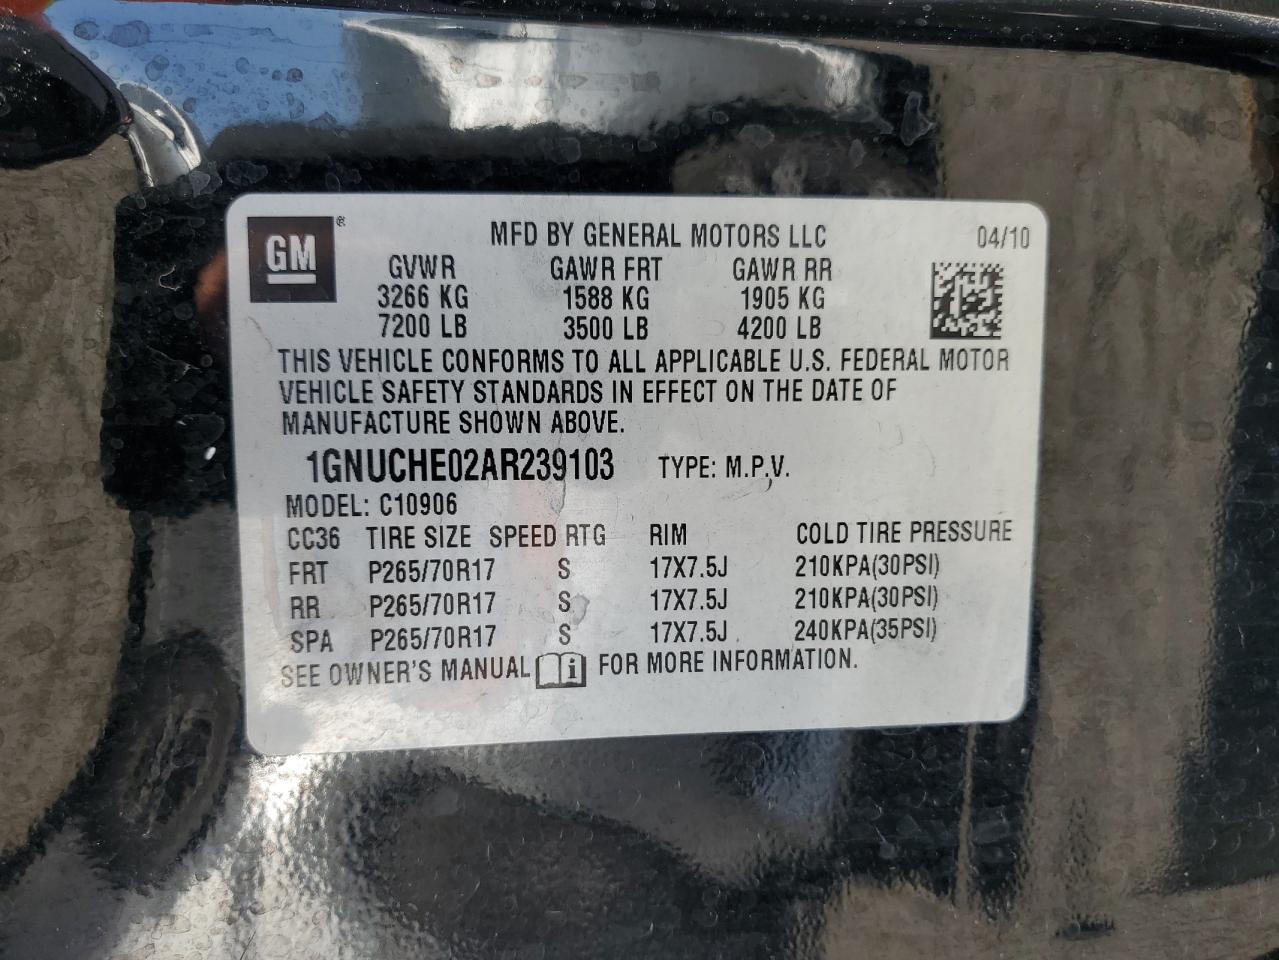 GM®
MFD BY GENERAL MOTORS LLC 04/10
GVWR GAWR FRT GAWR RR
3266 KG 1588 KG 1905 KG
7200 LB 3500 LB 4200 LB
THIS VEHICLE CONFORMS TO ALL APPLICABLE U.S. FEDERAL MOTOR
VEHICLE SAFETY STANDARDS IN EFFECT ON THE DATE OF
MANUFACTURE SHOWN ABOVE.
1GNUCHE02AR239103 TYPE: M.P.V.
MODEL: C10906
CC36 TIRE SIZE SPEED RTG RIM COLD TIRE PRESSURE
FRT P265/70R17 S 17X7.5J 210KPA(30PSI)
RR P265/70R17 S 17X7.5J 210KPA(30PSI)
SPA P265/70R17 S 17X7.5J 240KPA(35PSI)
SEE OWNER'S MANUAL i FOR MORE INFORMATION.